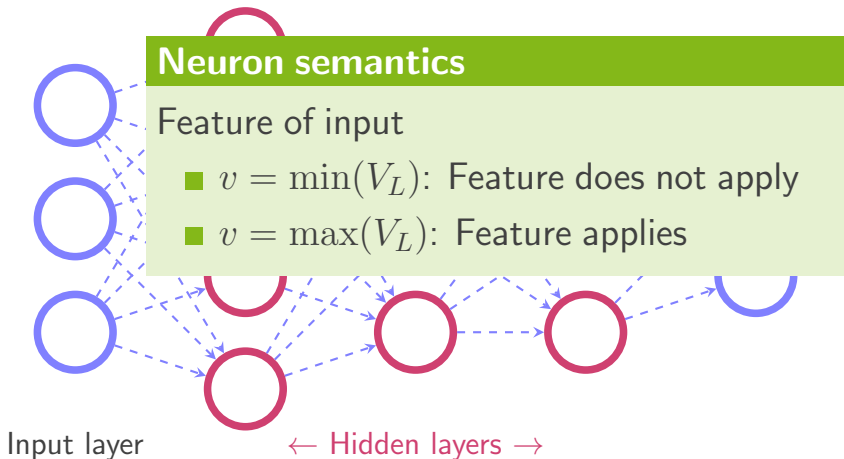 Neuron semantics
Feature of input
■ v = min(V_L): Feature does not apply
■ v = max(V_L): Feature applies
Input layer
← Hidden layers →